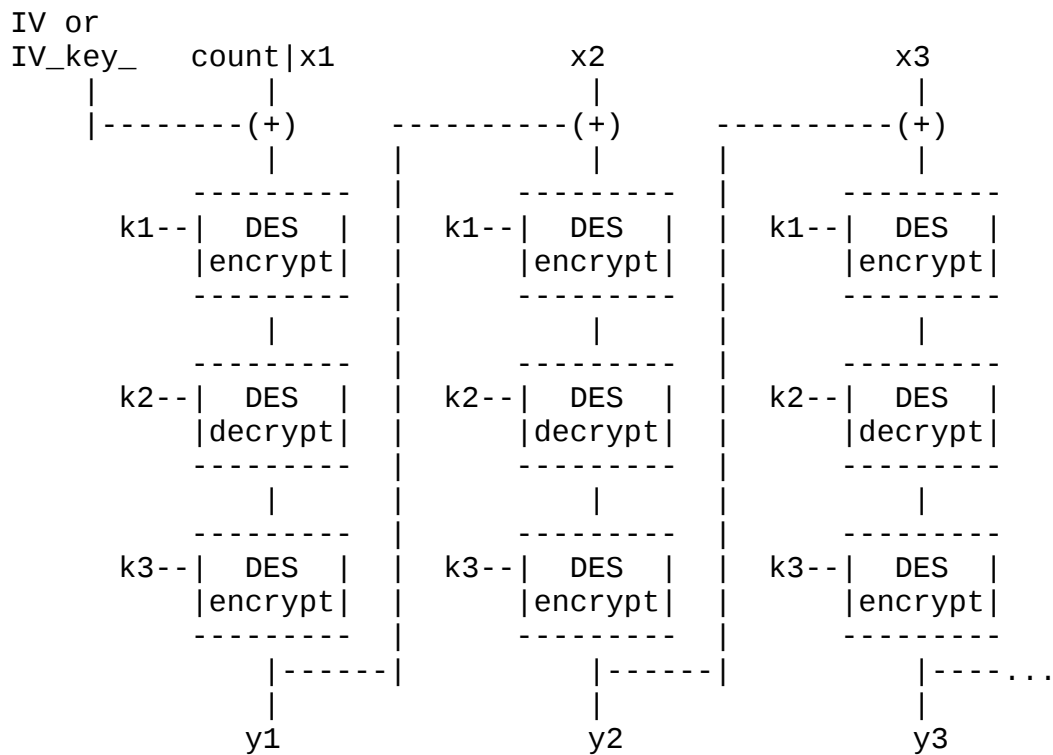 IV or
IV_key_   count|x1               x2                  x3
     |          |                   |                   |
     |--------(+)     ----------(+)      ----------(+)
                |       |           |       |           |
            ---------   |      ---------    |      ---------
       k1--|  DES  |   |  k1--|  DES  |    |  k1--|  DES  |
            |encrypt|   |      |encrypt|    |      |encrypt|
            ---------   |      ---------    |      ---------
                |       |           |       |           |
            ---------   |      ---------    |      ---------
       k2--|  DES  |   |  k2--|  DES  |    |  k2--|  DES  |
            |decrypt|   |      |decrypt|    |      |decrypt|
            ---------   |      ---------    |      ---------
                |       |           |       |           |
            ---------   |      ---------    |      ---------
       k3--|  DES  |   |  k3--|  DES  |    |  k3--|  DES  |
            |encrypt|   |      |encrypt|    |      |encrypt|
            ---------   |      ---------    |      ---------
                |------|            |------|            |----...
                |                   |                   |
               y1                  y2                  y3